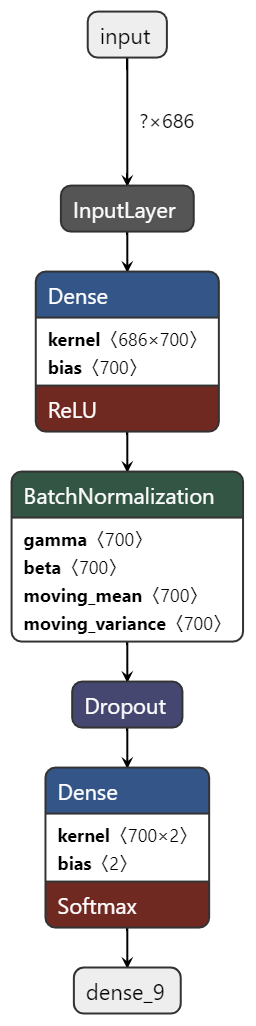 input
?×686
InputLayer
Dense
kernel〈686×700〉
bias〈700〉
ReLU
BatchNormalization
gamma〈700〉
beta〈700〉
moving_mean〈700〉
moving_variance〈700〉
Dropout
Dense
kernel〈700×2〉
bias〈2〉
Softmax
dense_9